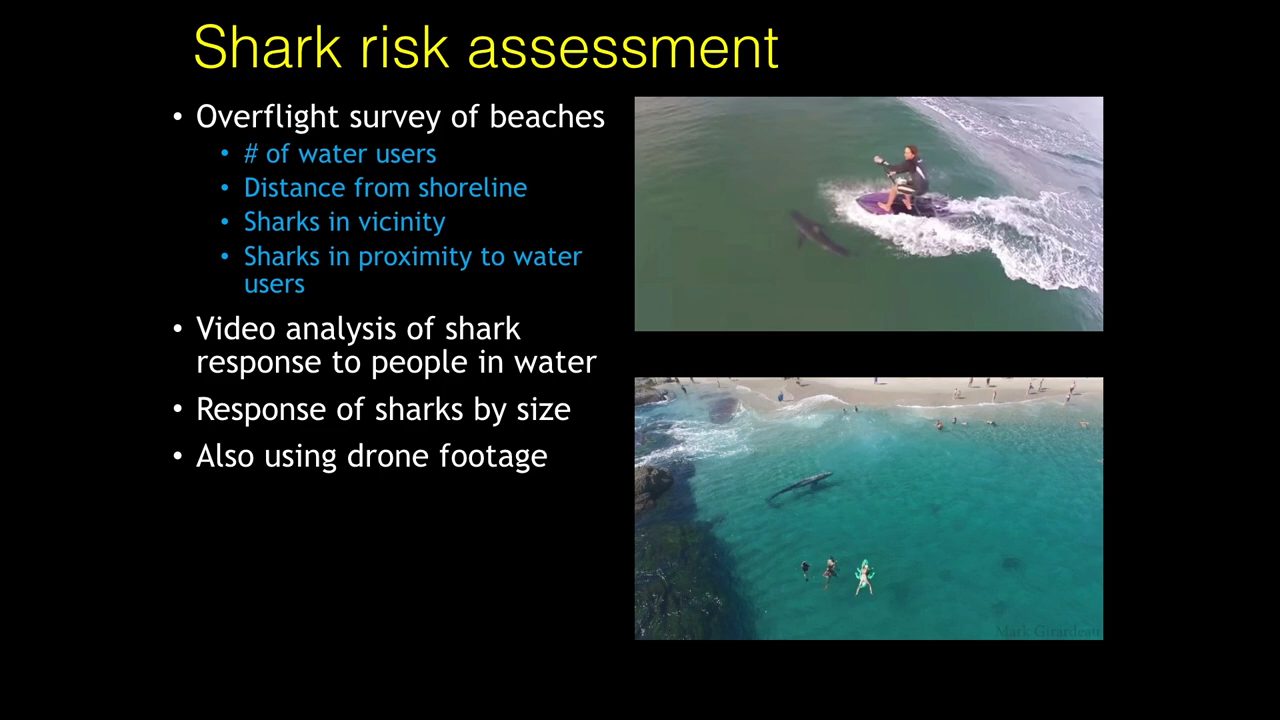 Shark risk assessment
• Overflight survey of beaches
• # of water users
• Distance from shoreline
• Sharks in vicinity
• Sharks in proximity to water
users
• Video analysis of shark
response to people in water
• Response of sharks by size
• Also using drone footage
Mark Girardeau